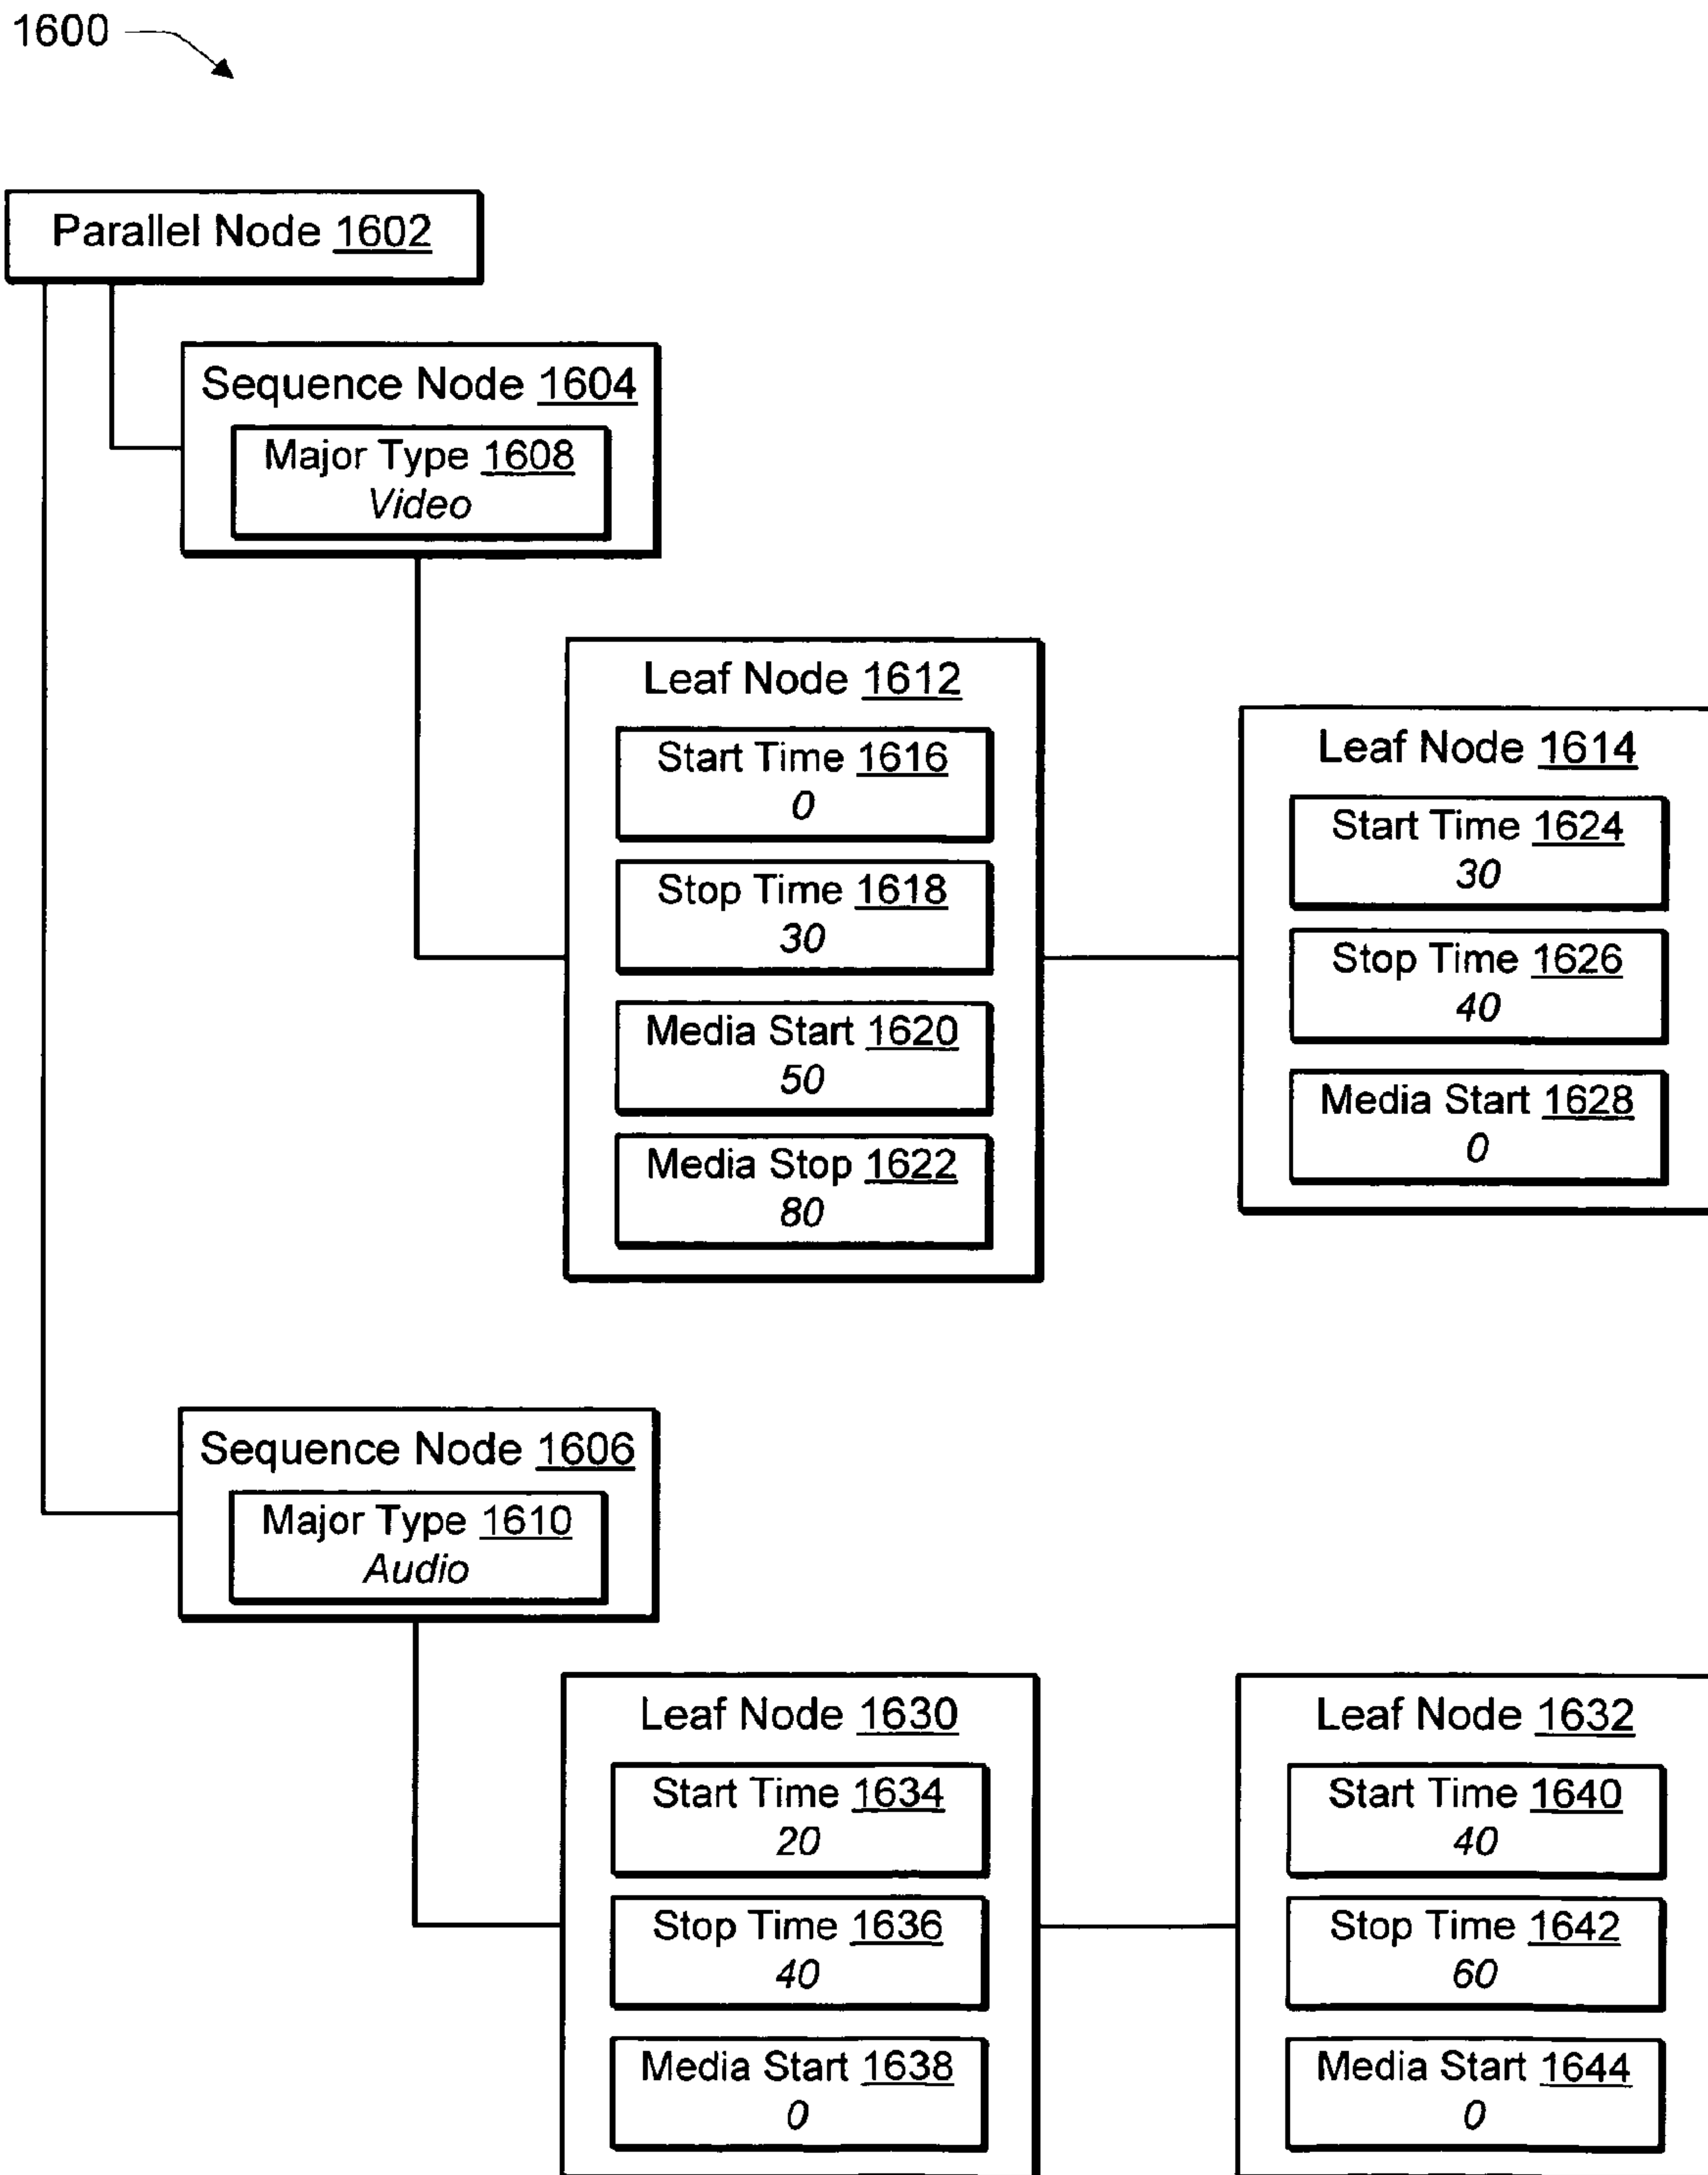 1600
Parallel Node 1602
Sequence Node 1604
Major Type 1608
Video
Leaf Node 1612
Start Time 1616
0
Stop Time 1618
30
Media Start 1620
50
Media Stop 1622
80
Leaf Node 1614
Start Time 1624
30
Stop Time 1626
40
Media Start 1628
0
Sequence Node 1606
Major Type 1610
Audio
Leaf Node 1630
Start Time 1634
20
Stop Time 1636
40
Media Start 1638
0
Leaf Node 1632
Start Time 1640
40
Stop Time 1642
60
Media Start 1644
0